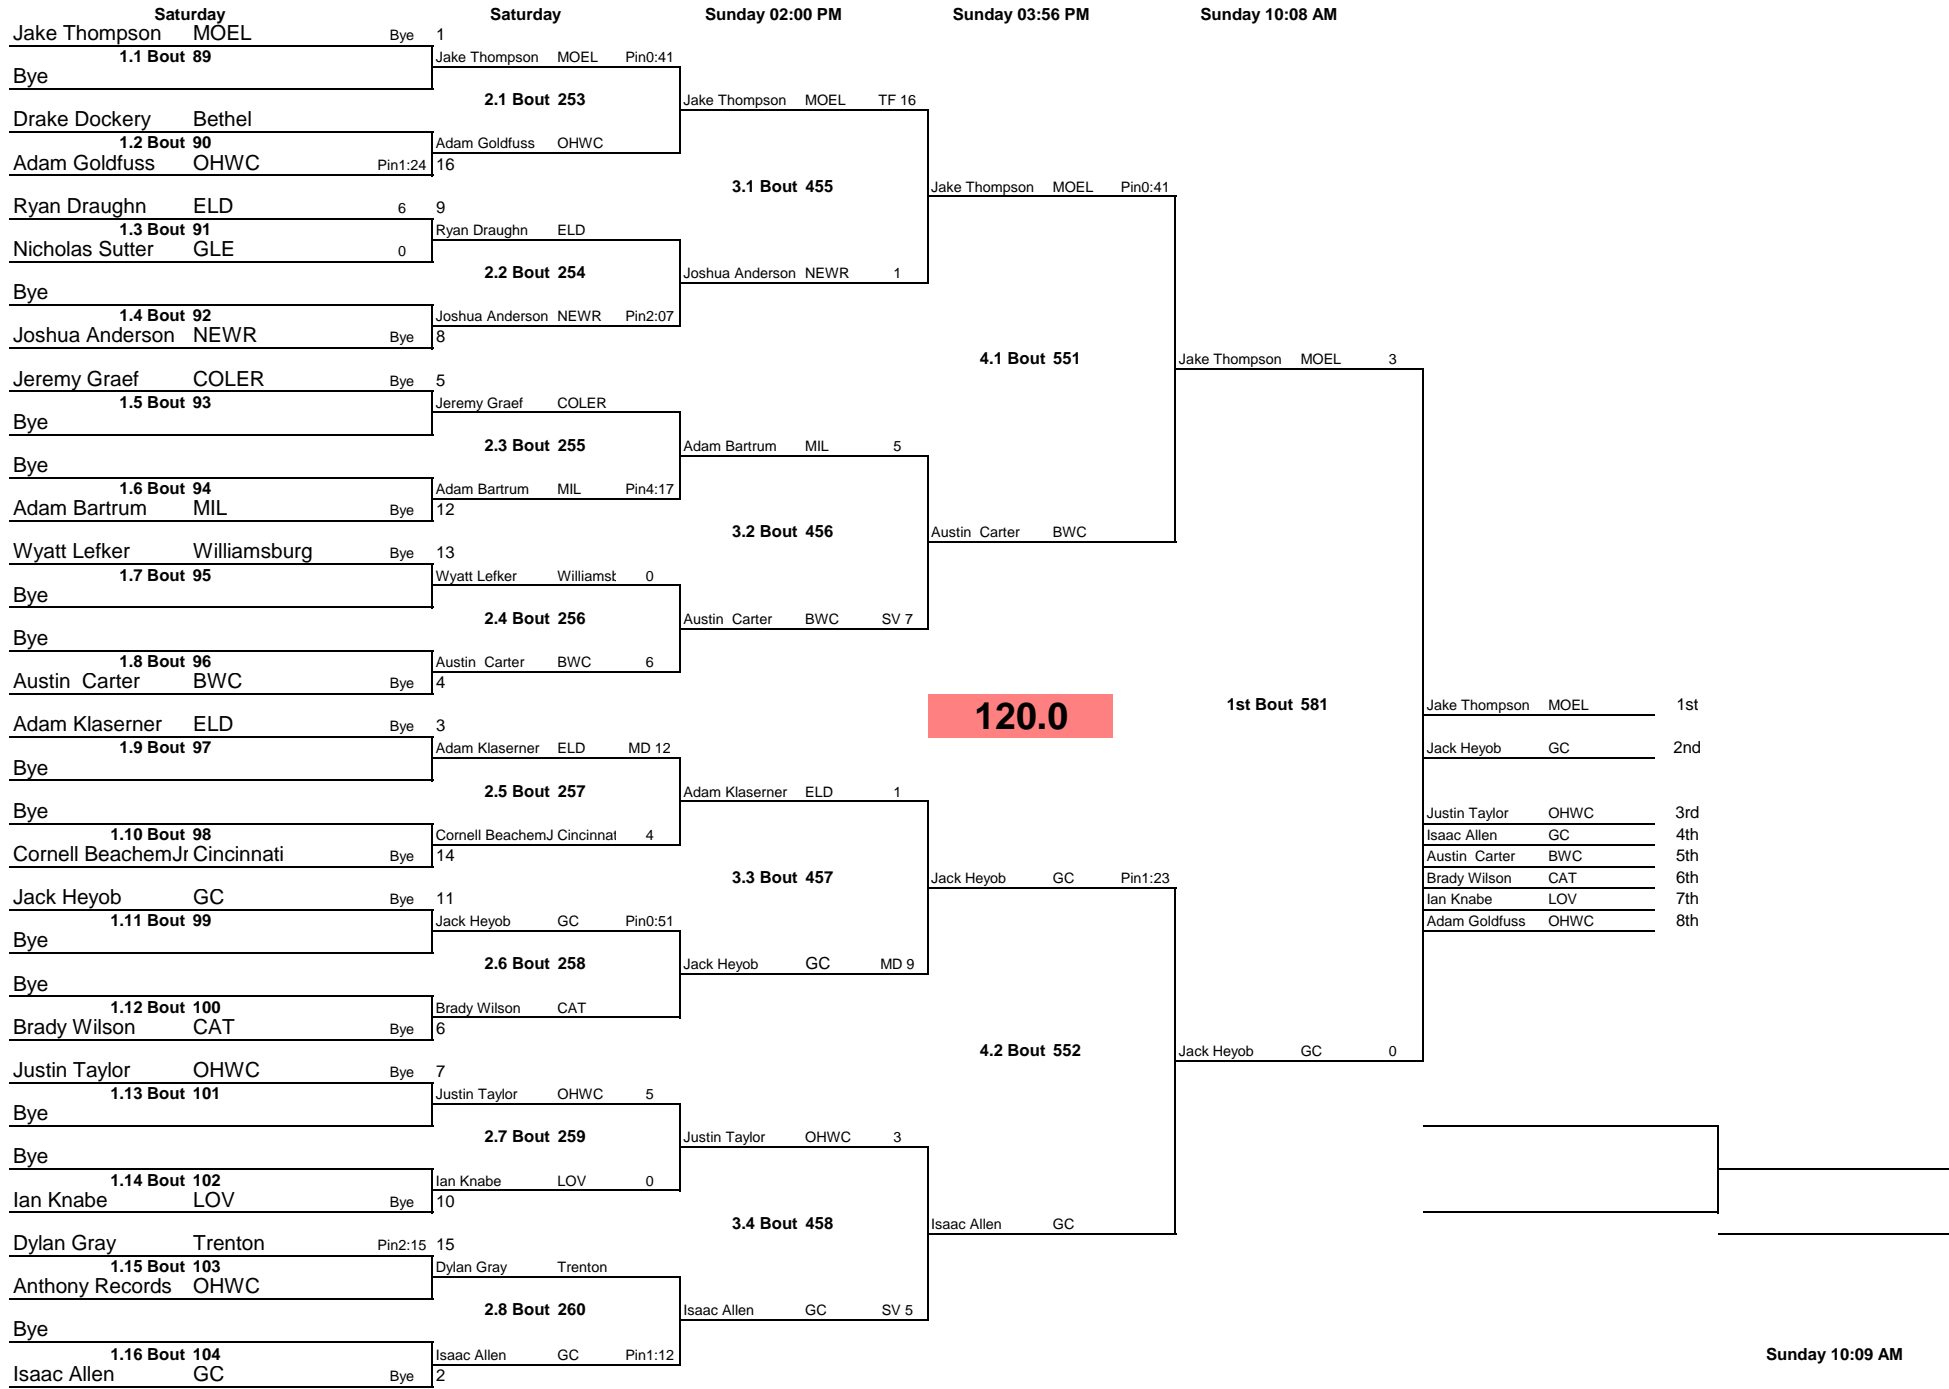 Saturday Saturday Sunday 02:00 PM Sunday 03:56 PM Sunday 10:08 AM
Jake Thompson MOEL Bye 1
1.1 Bout 89 Jake Thompson MOEL Pin0:41
Bye
2.1 Bout 253 Jake Thompson MOEL TF 16
Drake Dockery Bethel
1.2 Bout 90 Adam Goldfuss OHWC
Adam Goldfuss OHWC Pin1:24 16
3.1 Bout 455 Jake Thompson MOEL Pin0:41
Ryan Draughn ELD 6 9
1.3 Bout 91 Ryan Draughn ELD
Nicholas Sutter GLE 0
2.2 Bout 254 Joshua Anderson NEWR 1
Bye
1.4 Bout 92 Joshua Anderson NEWR Pin2:07
Joshua Anderson NEWR Bye 8
4.1 Bout 551 Jake Thompson MOEL 3
Jeremy Graef COLER Bye 5
1.5 Bout 93 Jeremy Graef COLER
Bye
2.3 Bout 255 Adam Bartrum MIL 5
Bye
1.6 Bout 94 Adam Bartrum MIL Pin4:17
Adam Bartrum MIL Bye 12
3.2 Bout 456 Austin Carter BWC
Wyatt Lefker Williamsburg Bye 13
1.7 Bout 95 Wyatt Lefker Williamsb 0
Bye
2.4 Bout 256 Austin Carter BWC SV 7
Bye
1.8 Bout 96 Austin Carter BWC 6
Austin Carter BWC Bye 4
120.0 1st Bout 581 Jake Thompson MOEL 1st
Adam Klaserner ELD Bye 3
1.9 Bout 97 Adam Klaserner ELD MD 12 Jack Heyob GC 2nd
Bye
2.5 Bout 257 Adam Klaserner ELD 1
Bye Justin Taylor OHWC 3rd
1.10 Bout 98 Cornell BeachemJ Cincinnat 4 Isaac Allen GC 4th
Cornell BeachemJr Cincinnati Bye 14 Austin Carter BWC 5th
3.3 Bout 457 Jack Heyob GC Pin1:23 Brady Wilson CAT 6th
Jack Heyob GC Bye 11 Ian Knabe LOV 7th
1.11 Bout 99 Jack Heyob GC Pin0:51 Adam Goldfuss OHWC 8th
Bye
2.6 Bout 258 Jack Heyob GC MD 9
Bye
1.12 Bout 100 Brady Wilson CAT
Brady Wilson CAT Bye 6
4.2 Bout 552 Jack Heyob GC 0
Justin Taylor OHWC Bye 7
1.13 Bout 101 Justin Taylor OHWC 5
Bye
2.7 Bout 259 Justin Taylor OHWC 3
Bye
1.14 Bout 102 Ian Knabe LOV 0
Ian Knabe LOV Bye 10
3.4 Bout 458 Isaac Allen GC
Dylan Gray Trenton Pin2:15 15
1.15 Bout 103 Dylan Gray Trenton
Anthony Records OHWC
2.8 Bout 260 Isaac Allen GC SV 5
Bye
1.16 Bout 104 Isaac Allen GC Pin1:12 Sunday 10:09 AM
Isaac Allen GC Bye 2